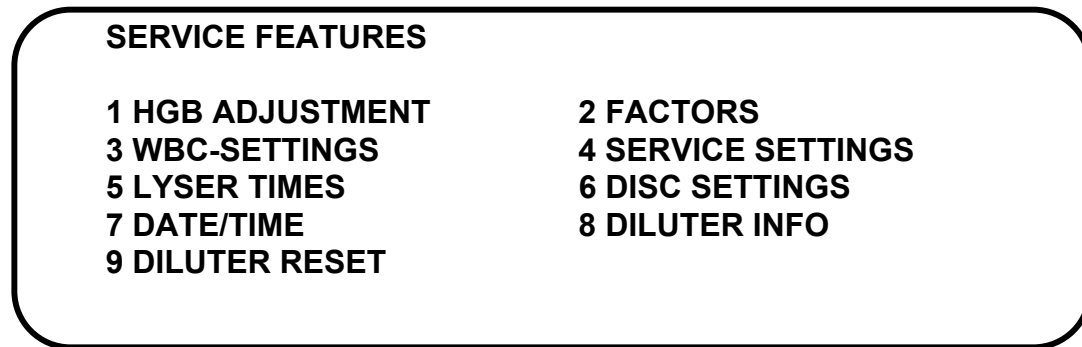 SERVICE FEATURES
1 HGB ADJUSTMENT 2 FACTORS
3 WBC-SETTINGS 4 SERVICE SETTINGS
5 LYSER TIMES 6 DISC SETTINGS
7 DATE/TIME 8 DILUTER INFO
9 DILUTER RESET